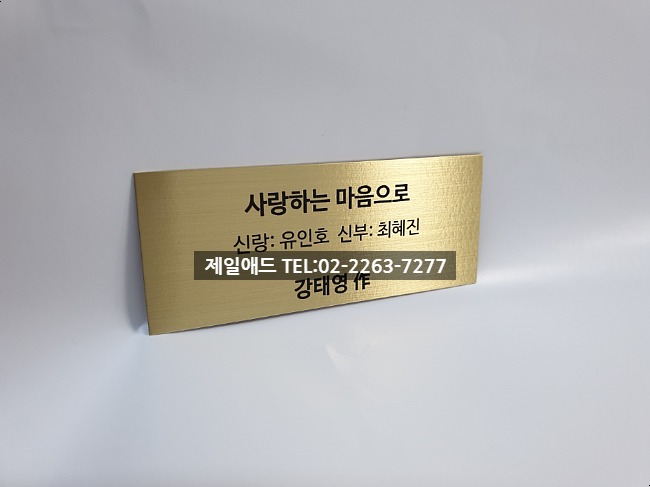 사랑하는 마음으로
신랑: 유인호 신부: 최혜진
제일애드 TEL:02-2263-7277
강태영 作